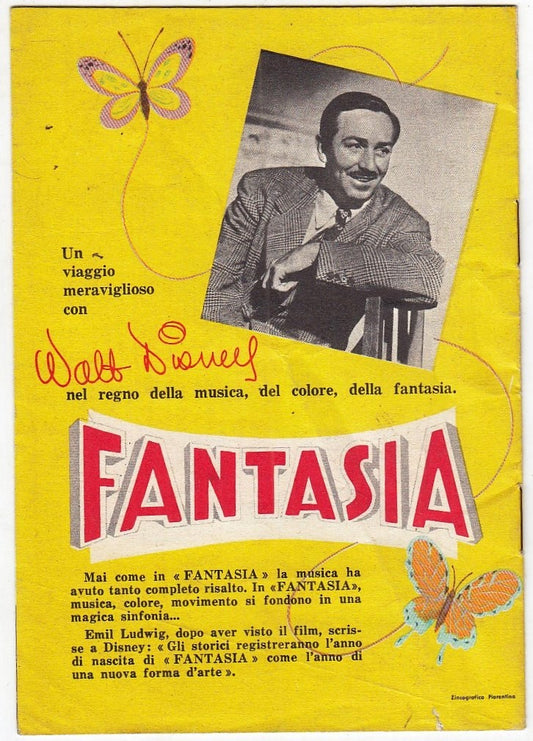 Un
viaggio
meraviglioso
con
Walt Disney
nel regno della musica, del colore, della fantasia.
FANTASIA
Mai come in « FANTASIA » la musica ha
avuto tanto completo risalto. In «FANTASIA»,
musica, colore, movimento si fondono in una
magica sinfonia...
Emil Ludwig, dopo aver visto il film, scris-
se a Disney: « Gli storici registreranno l'anno
di nascita di « FANTASIA » come l'anno di
una nuova forma d'arte ».
Zincografica Fiorentina